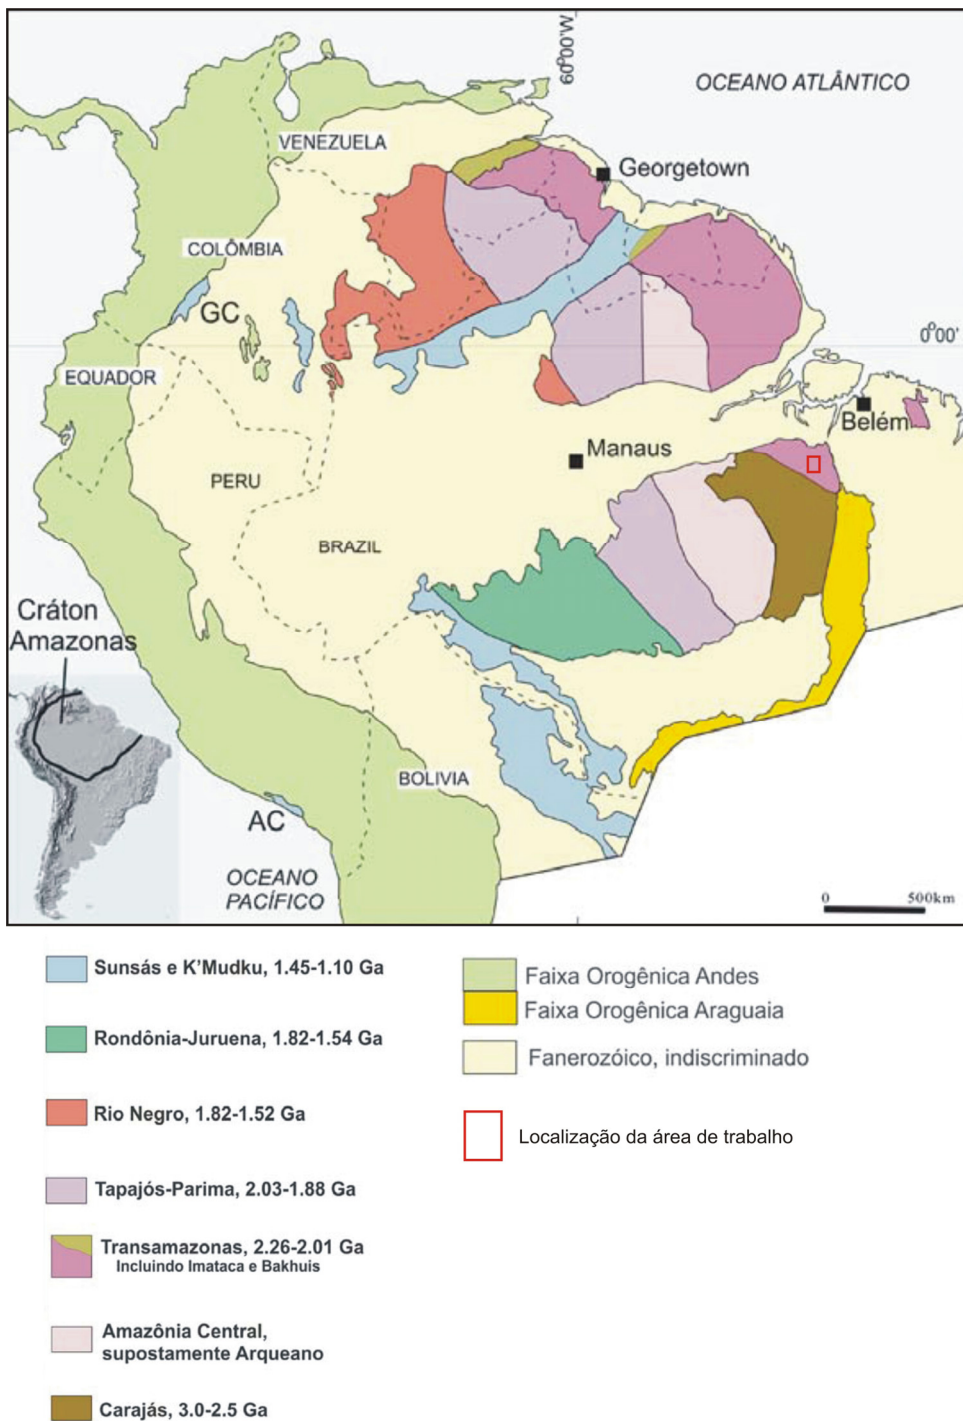 60°00'W
OCEANO ATLÂNTICO
VENEZUELA
Georgetown
COLÔMBIA
GC
0°00'
EQUADOR
Belém
Manaus
PERU
BRAZIL
Cráton
Amazonas
BOLIVIA
AC
OCEANO
PACÍFICO
0 500km
Sunsás e K'Mudku, 1.45-1.10 Ga
Rondônia-Juruena, 1.82-1.54 Ga
Rio Negro, 1.82-1.52 Ga
Tapajós-Parima, 2.03-1.88 Ga
Transamazonas, 2.26-2.01 Ga
Incluindo Imataca e Bakhuis
Amazônia Central,
supostamente Arqueano
Carajás, 3.0-2.5 Ga
Faixa Orogênica Andes
Faixa Orogênica Araguaia
Fanerozóico, indiscriminado
Localização da área de trabalho